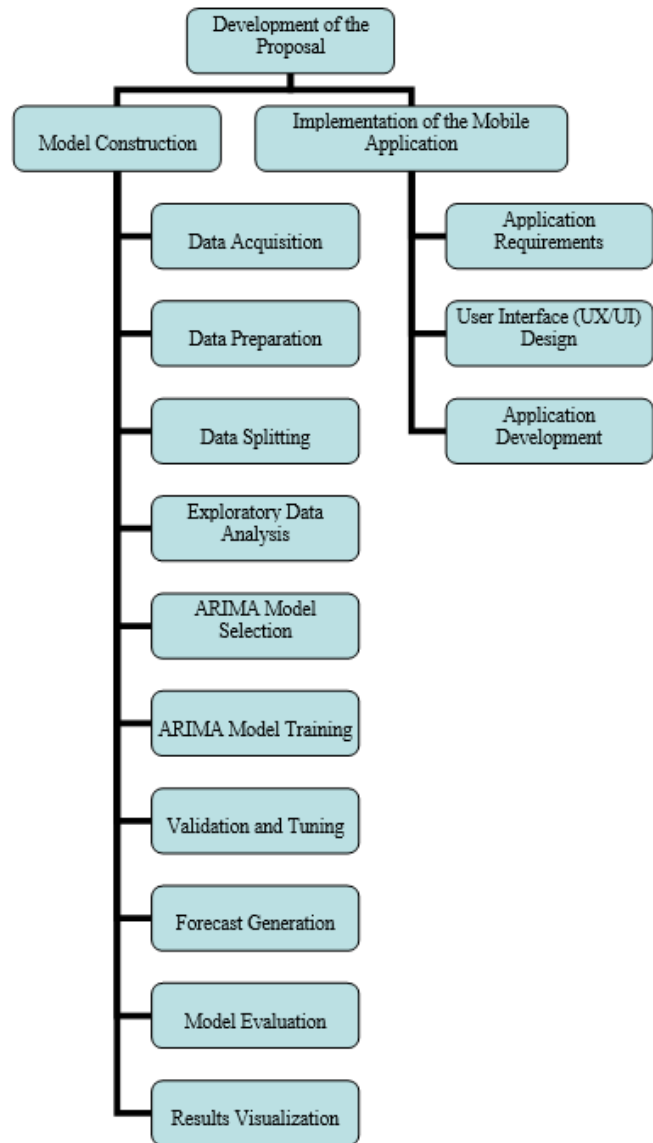 Development of the
Proposal
Model Construction
Implementation of the Mobile
Application
Data Acquisition
Data Preparation
Data Splitting
Exploratory Data
Analysis
ARIMA Model
Selection
ARIMA Model Training
Validation and Tuning
Forecast Generation
Model Evaluation
Results Visualization
Application
Requirements
User Interface (UX/UI)
Design
Application
Development